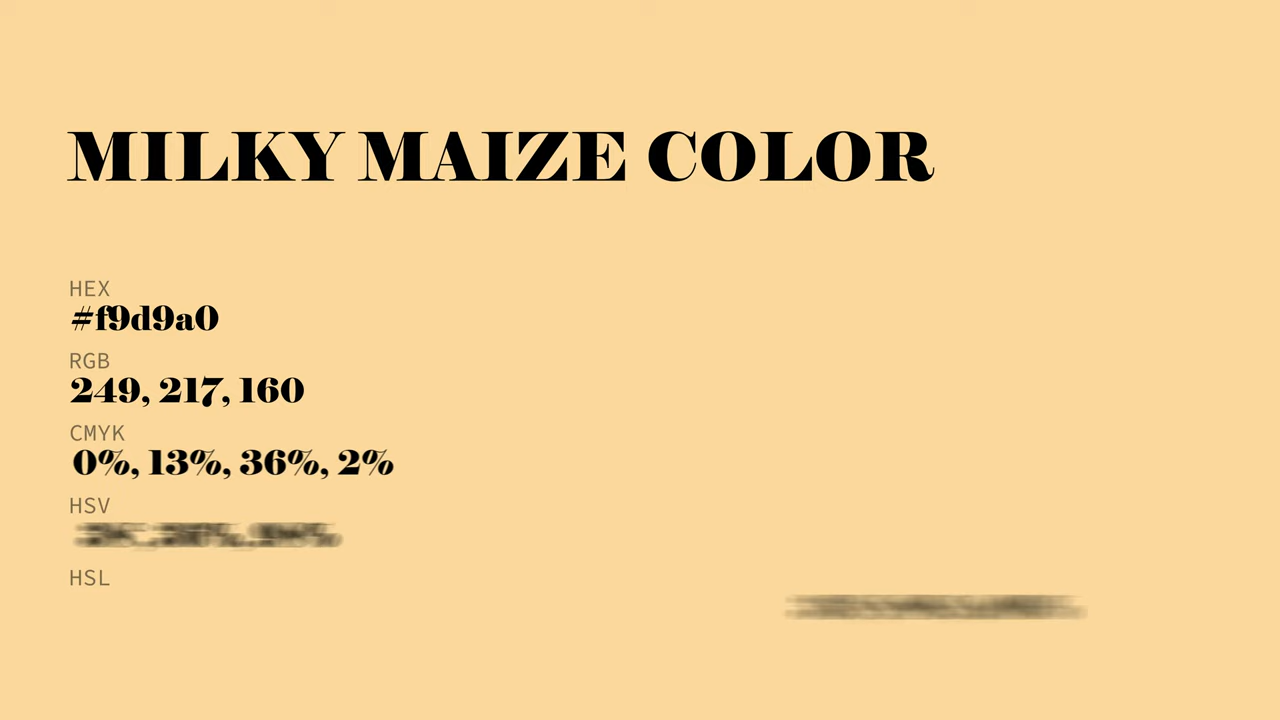 MILKY MAIZE COLOR
HEX
#f9d9a0
RGB
249, 217, 160
CMYK
0%, 13%, 36%, 2%
HSV
HSL